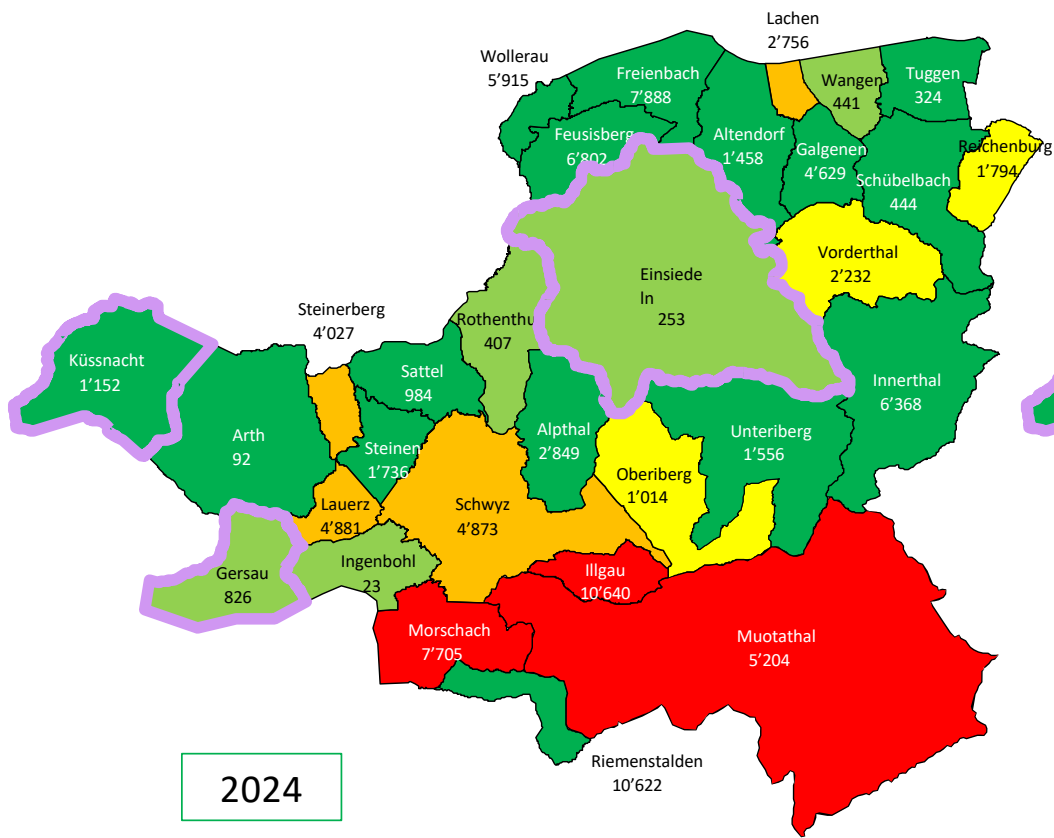 Lachen
2’756
Wollerau
5’915
Freienbach
7’888
Wangen
441
Tuggen
324
Feusisberg
6’802
Altendorf
1’458
Galgenen
4’629
Reichenburg
1’794
Schübelbach
444
Vorderthal
2’232
Einsiede
ln
253
Steinerberg
4’027
Rothenthu
407
Küssnacht
1’152
Sattel
984
Innerthal
6’368
Arth
92
Steinen
1’736
Alpthal
2’849
Unteriberg
1’556
Oberiberg
1’014
Lauerz
4’881
Schwyz
4’873
Ingenbohl
23
Illgau
10’640
Gersau
826
Morschach
7’705
Muotathal
5’204
Riemenstalden
10’622
2024